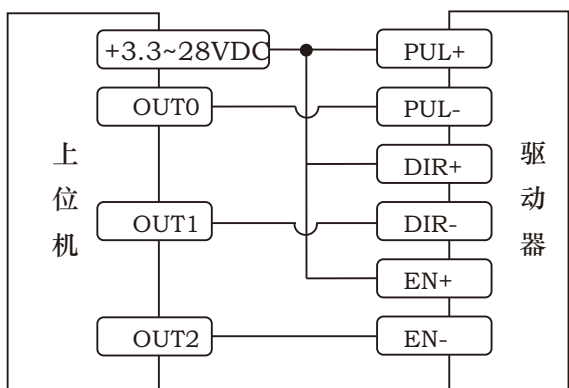 +3.3~28VDC
PUL+
OUT0
PUL-
上位机
DIR+
驱动器
OUT1
DIR-
EN+
OUT2
EN-